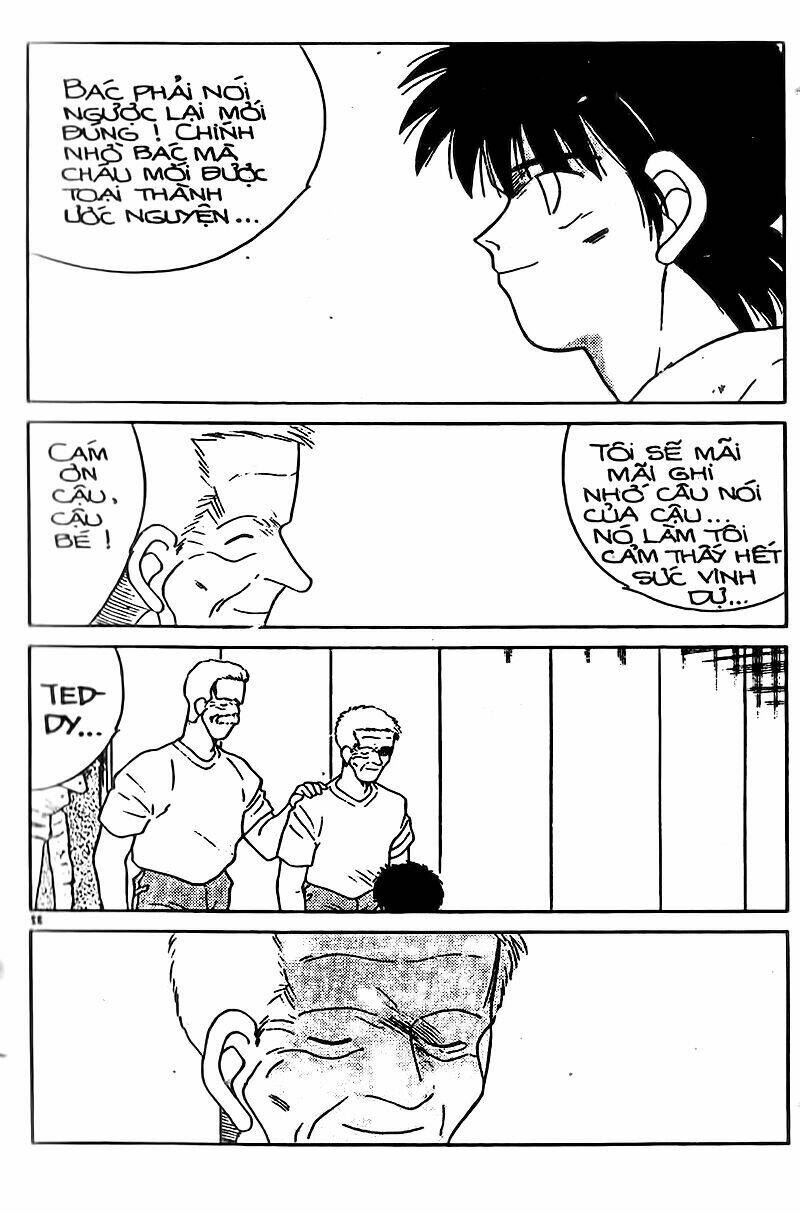 BÁC PHẢI NÓI
NGƯỢC LẠI MỚI
ĐÚNG ! CHÍNH
NHỜ BÁC MÀ
CHÁU MỚI ĐƯỢC
TOẠI THÀNH
ƯỚC NGUYỆN...
CÁM
ƠN
CẬU,
CẬU
BÉ !
TÔI SẼ MÃI
MÃI GHI
NHỚ CÂU NÓI
CỦA CẬU...
NÓ LÀM TÔI
CẢM THẤY HẾT
SỨC VINH
DỰ...
TED-
DY...